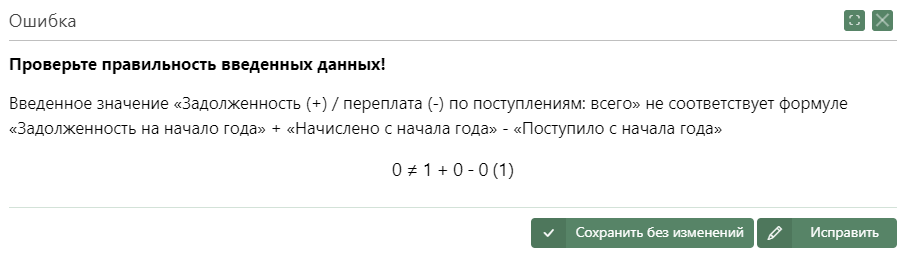 Ошибка
Проверьте правильность введенных данных!
Введенное значение «Задолженность (+) / переплата (-) по поступлениям: всего» не соответствует формуле
«Задолженность на начало года» + «Начислено с начала года» - «Поступило с начала года»
0 ≠ 1 + 0 - 0 (1)
Сохранить без изменений
Исправить